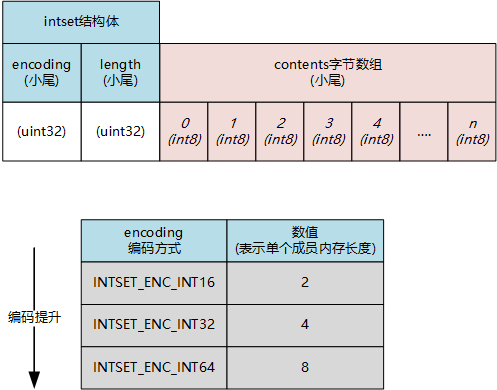 intset结构体
encoding
(小尾)
length
(小尾)
contents字节数组
(小尾)
(uint32)
(uint32)
0
(int8)
1
(int8)
2
(int8)
3
(int8)
4
(int8)
....
n
(int8)
encoding
编码方式
数值
(表示单个成员内存长度)
INTSET_ENC_INT16
2
编码提升
INTSET_ENC_INT32
4
INTSET_ENC_INT64
8